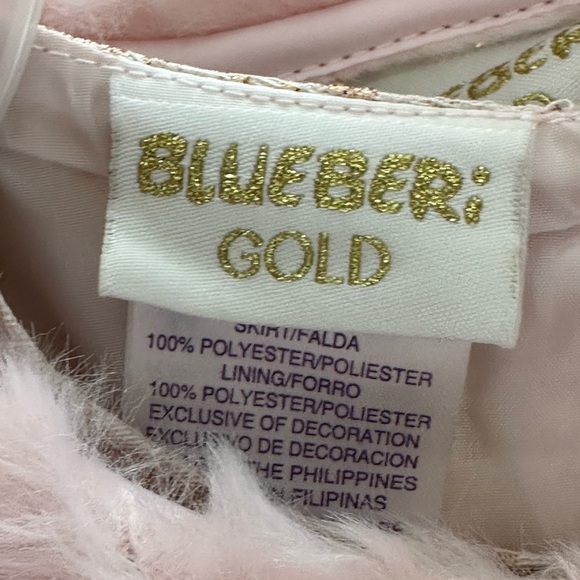 BLUEBERi
GOLD
SKIRT/FALDA
100% POLYESTER/POLIESTER
LINING/FORRO
100% POLYESTER/POLIESTER
EXCLUSIVE OF DECORATION
EXCLUSIVO DE DECORACION
THE PHILIPPINES
FILIPINAS